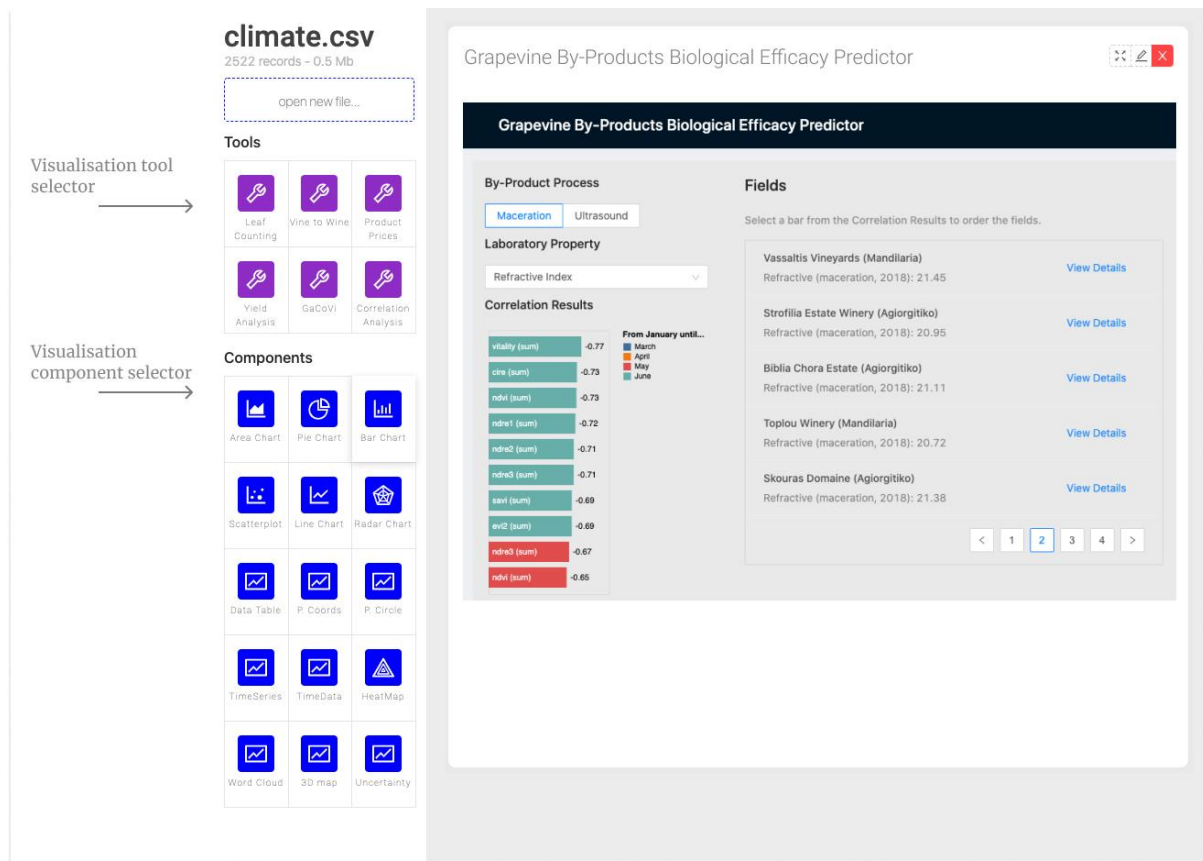 climate.csv
2522 records - 0.5 Mb
open new file...
Tools
Visualisation tool
selector
Leaf
Counting
Vine to Wine
Product
Prices
Yield
Analysis
GaCoVi
Correlation
Analysis
Visualisation
component selector
Components
Area Chart
Pie Chart
Bar Chart
Scatterplot
Line Chart
Radar Chart
Data Table
P. Coords
P. Circle
TimeSeries
TimeData
HeatMap
Word Cloud
3D map
Uncertainty
Grapevine By-Products Biological Efficacy Predictor
X
Grapevine By-Products Biological Efficacy Predictor
By-Product Process
Maceration
Ultrasound
Laboratory Property
Refractive Index
Correlation Results
vitality (sum) -0.77
cire (sum) -0.73
ndvi (sum) -0.73
ndre1 (sum) -0.72
ndre2 (sum) -0.71
ndre3 (sum) -0.71
savi (sum) -0.69
evi2 (sum) -0.69
ndre3 (sum) -0.67
ndvi (sum) -0.65
From January until...
March
April
May
June
Fields
Select a bar from the Correlation Results to order the fields.
Vassaltis Vineyards (Mandilaria)
Refractive (maceration, 2018): 21.45
View Details
Strofilia Estate Winery (Agiorgitiko)
Refractive (maceration, 2018): 20.95
View Details
Biblia Chora Estate (Agiorgitiko)
Refractive (maceration, 2018): 21.11
View Details
Toplou Winery (Mandilaria)
Refractive (maceration, 2018): 20.72
View Details
Skouras Domaine (Agiorgitiko)
Refractive (maceration, 2018): 21.38
View Details
< 1 2 3 4 >